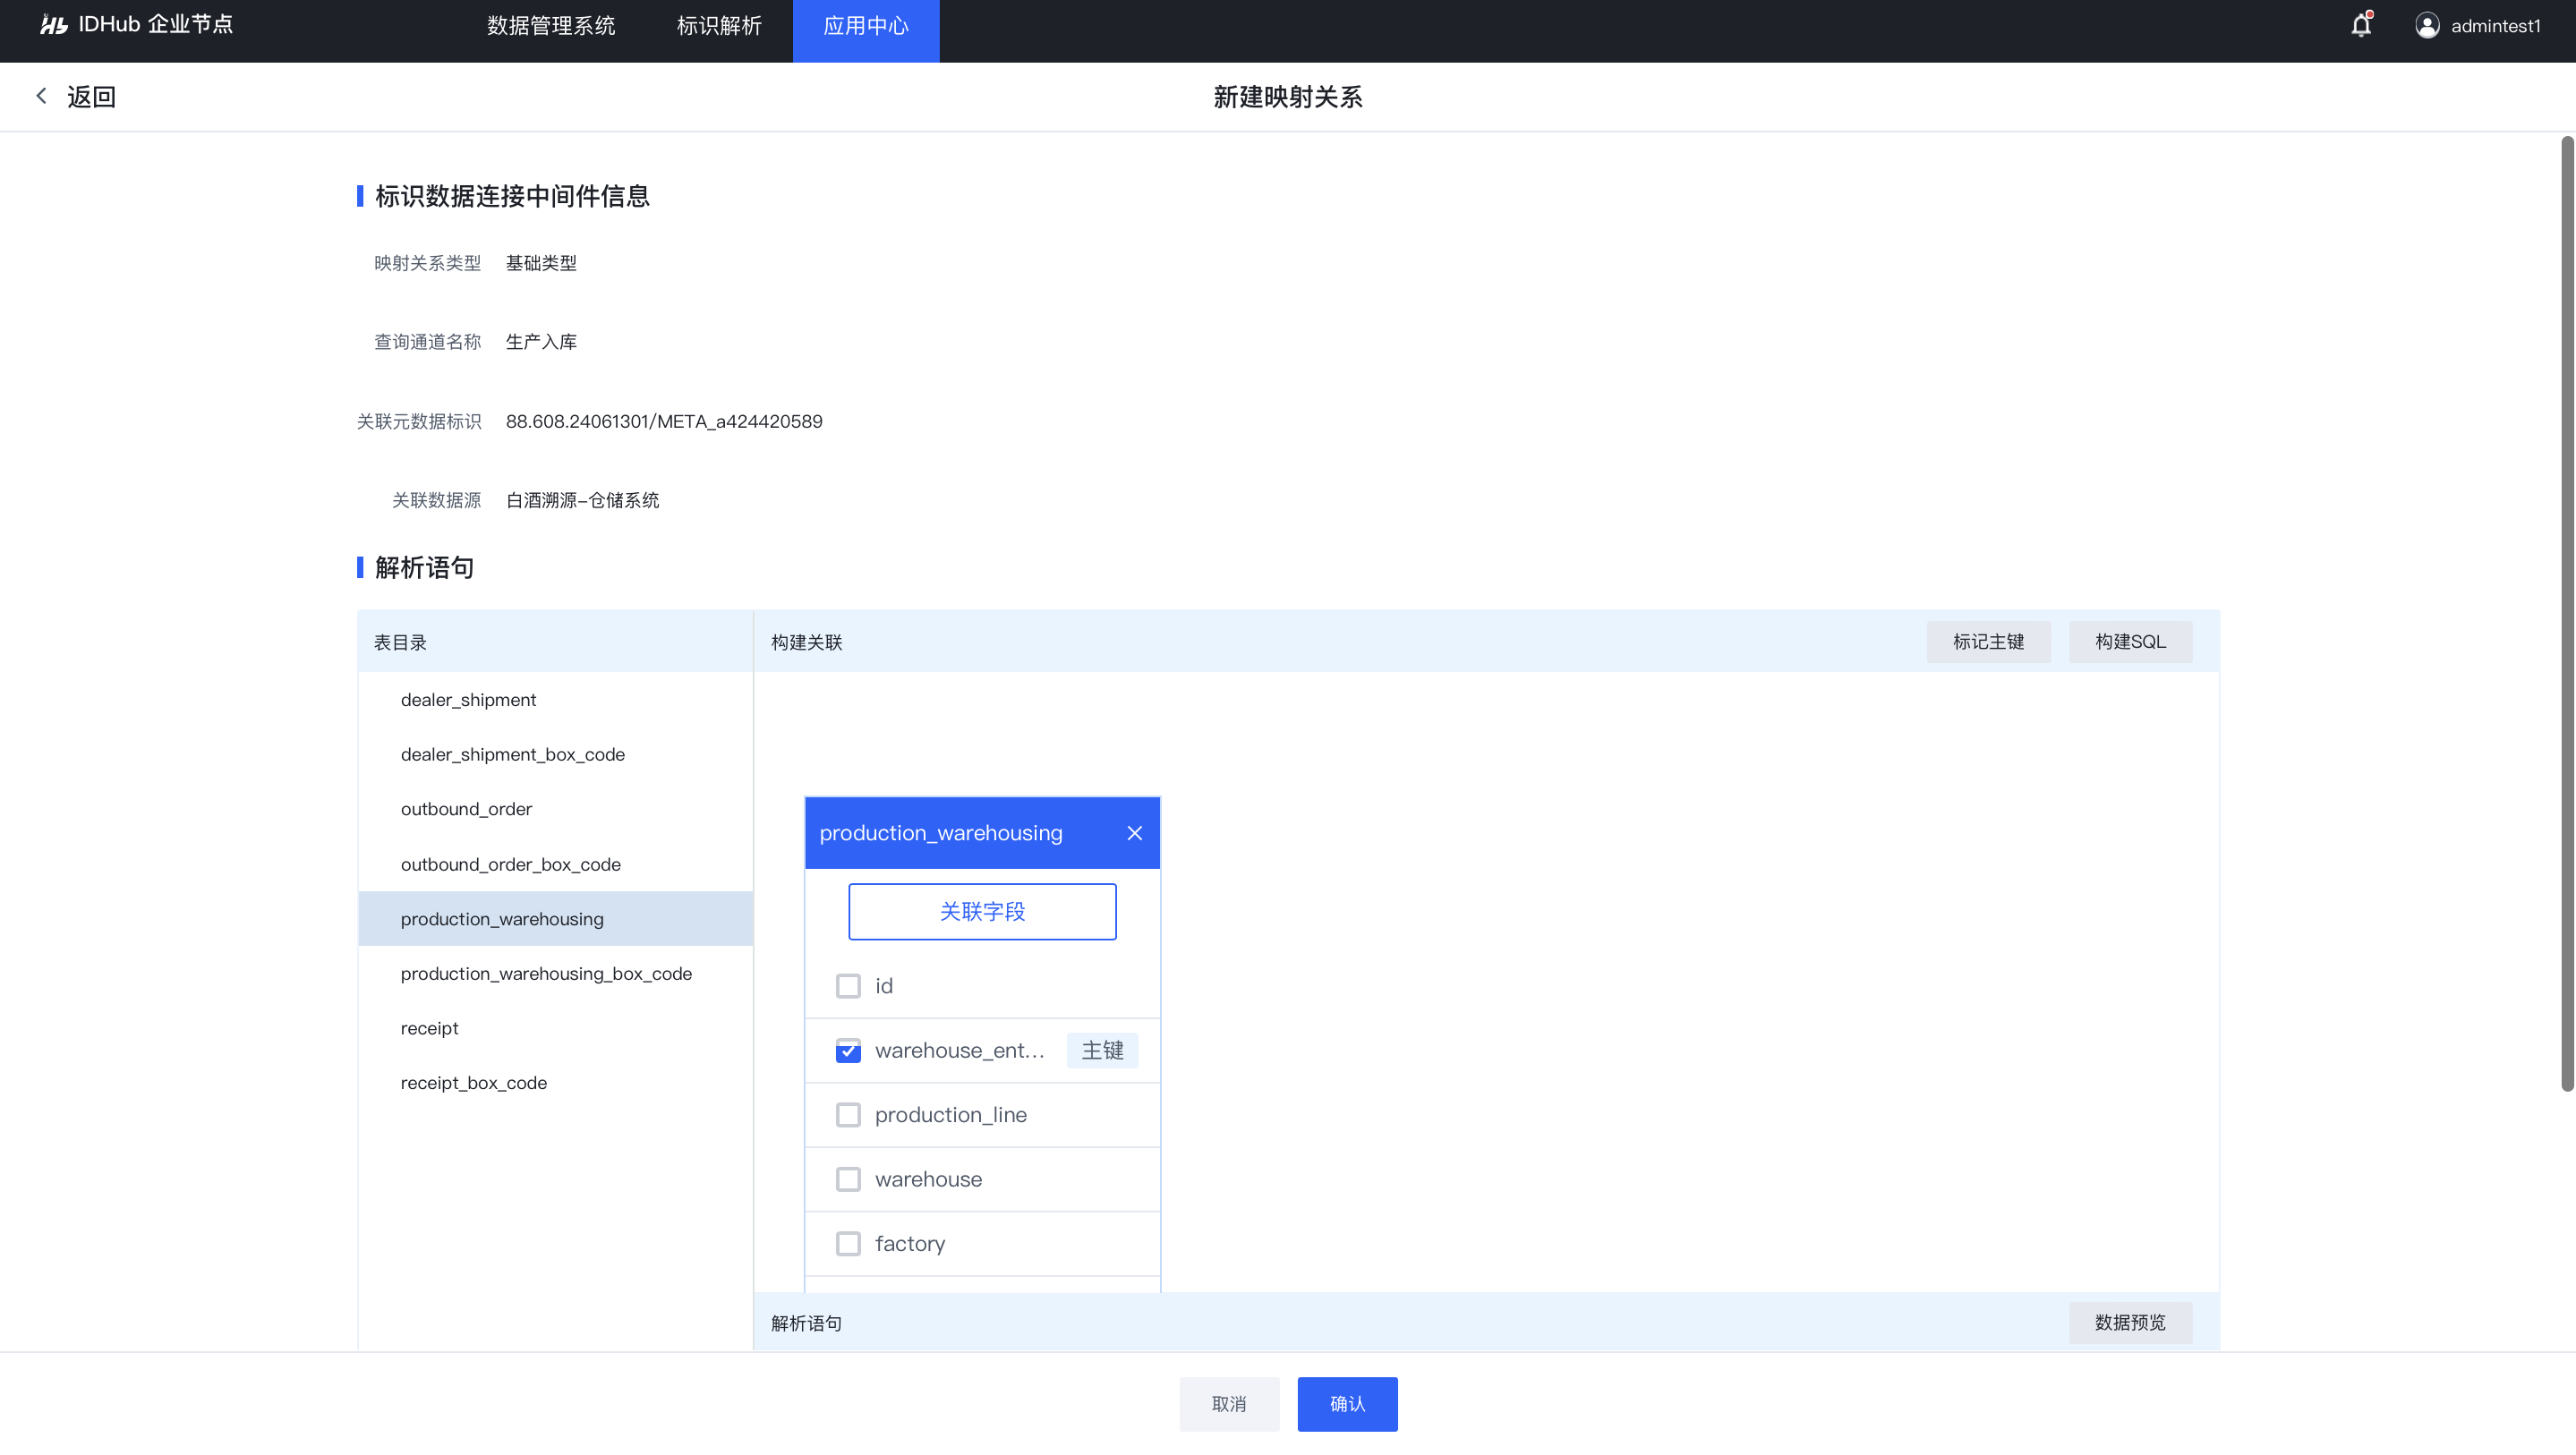 IDHub 企业节点
数据管理系统
标识解析
应用中心
admintest1
返回
新建映射关系
标识数据连接中间件信息
映射关系类型 基础类型
查询通道名称 生产入库
关联元数据标识 88.608.24061301/META_a424420589
关联数据源 白酒溯源-仓储系统
解析语句
表目录
构建关联
标记主键
构建SQL
dealer_shipment
dealer_shipment_box_code
outbound_order
outbound_order_box_code
production_warehousing
production_warehousing_box_code
receipt
receipt_box_code
production_warehousing
关联字段
id
warehouse_ent... 主键
production_line
warehouse
factory
解析语句
数据预览
取消
确认